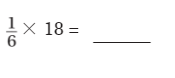 1/6 × 18 = ______